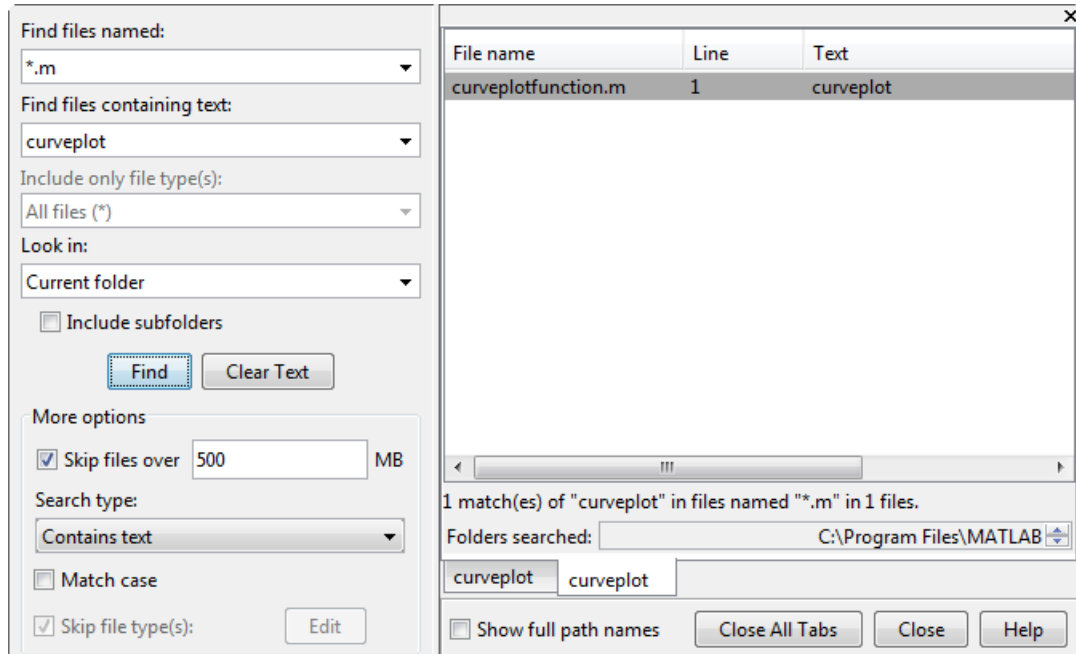 Find files named:
*.m
Find files containing text:
curveplot
Include only file type(s):
All files (*)
Look in:
Current folder
Include subfolders
Find Clear Text
More options
Skip files over 500 MB
Search type:
Contains text
Match case
Skip file type(s): Edit
File name Line Text
curveplotfunction.m 1 curveplot
1 match(es) of "curveplot" in files named "*.m" in 1 files.
Folders searched: C:\Program Files\MATLAB
curveplot curveplot
Show full path names Close All Tabs Close Help